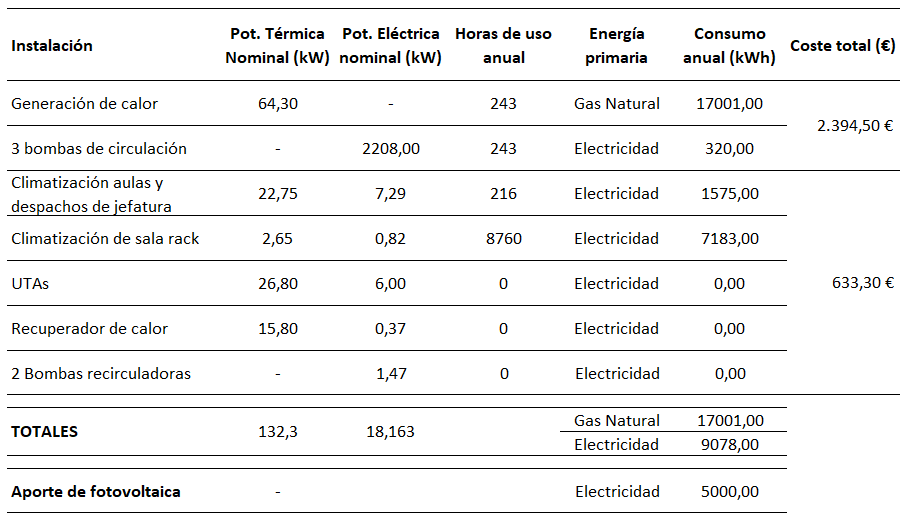 Instalación Pot. Térmica Nominal (kW) Pot. Eléctrica nominal (kW) Horas de uso anual Energía primaria Consumo anual (kWh) Coste total (€)
Generación de calor 64,30 - 243 Gas Natural 17001,00 2.394,50 €
3 bombas de circulación - 2208,00 243 Electricidad 320,00
Climatización aulas y despachos de jefatura 22,75 7,29 216 Electricidad 1575,00
Climatización de sala rack 2,65 0,82 8760 Electricidad 7183,00
UTAs 26,80 6,00 0 Electricidad 0,00 633,30 €
Recuperador de calor 15,80 0,37 0 Electricidad 0,00
2 Bombas recirculadoras - 1,47 0 Electricidad 0,00
TOTALES 132,3 18,163 Gas Natural 17001,00
Electricidad 9078,00
Aporte de fotovoltaica - Electricidad 5000,00